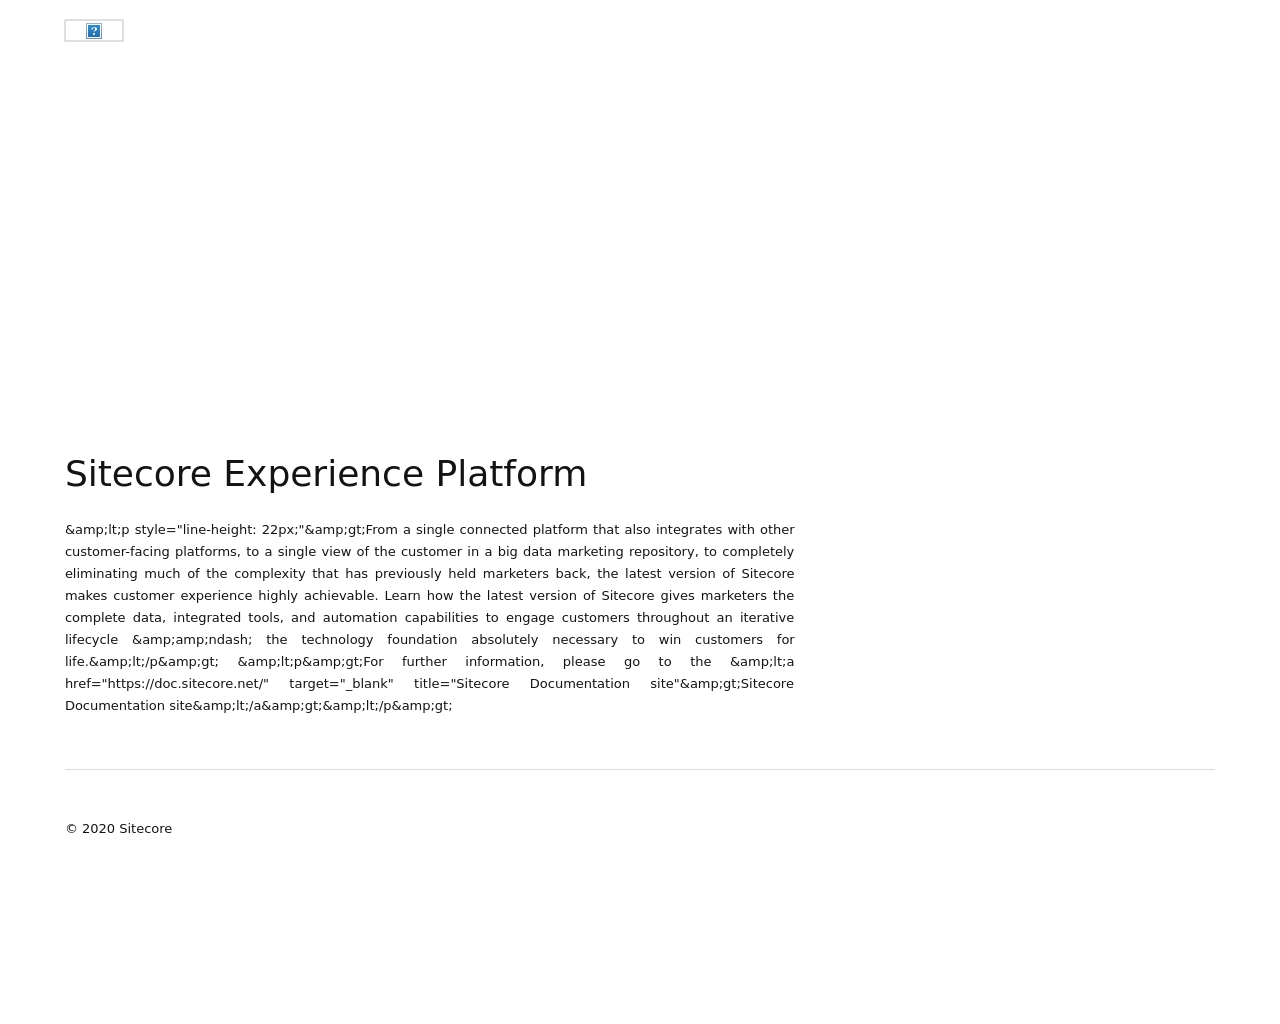 Sitecore Experience Platform
&amp;lt;p style="line-height: 22px;"&amp;gt;From a single connected platform that also integrates with other
customer-facing platforms, to a single view of the customer in a big data marketing repository, to completely
eliminating much of the complexity that has previously held marketers back, the latest version of Sitecore
makes customer experience highly achievable. Learn how the latest version of Sitecore gives marketers the
complete data, integrated tools, and automation capabilities to engage customers throughout an iterative
lifecycle &amp;amp;ndash; the technology foundation absolutely necessary to win customers for
life.&amp;lt;/p&amp;gt; &amp;lt;p&amp;gt;For further information, please go to the &amp;lt;a
href="https://doc.sitecore.net/" target="_blank" title="Sitecore Documentation site"&amp;gt;Sitecore
Documentation site&amp;lt;/a&amp;gt;&amp;lt;/p&amp;gt;
© 2020 Sitecore